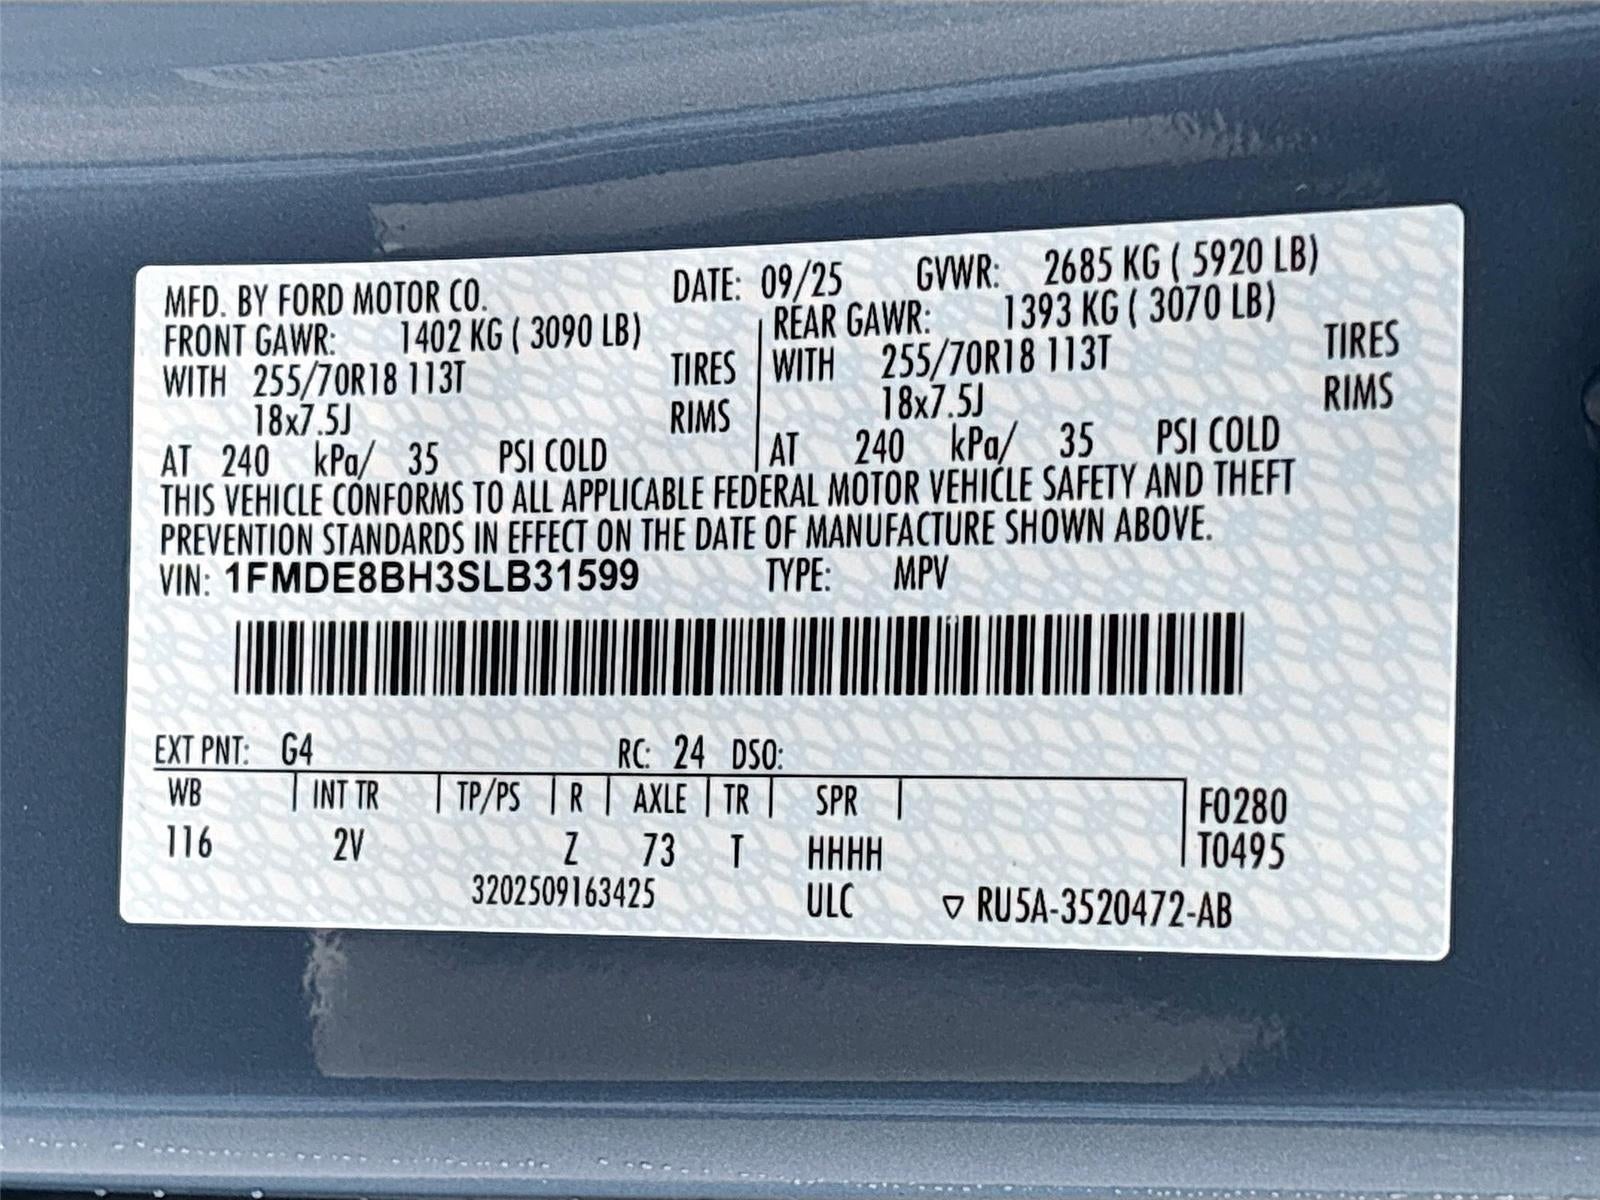 MFD. BY FORD MOTOR CO. DATE: 09/25 GVWR: 2685 KG ( 5920 LB)
FRONT GAWR: 1402 KG ( 3090 LB) REAR GAWR: 1393 KG ( 3070 LB)
WITH 255/70R18 113T TIRES WITH 255/70R18 113T TIRES
18x7.5J RIMS 18x7.5J RIMS
AT 240 kPa/ 35 PSI COLD AT 240 kPa/ 35 PSI COLD
THIS VEHICLE CONFORMS TO ALL APPLICABLE FEDERAL MOTOR VEHICLE SAFETY AND THEFT
PREVENTION STANDARDS IN EFFECT ON THE DATE OF MANUFACTURE SHOWN ABOVE.
VIN: 1FMDE8BH3SLB31599 TYPE: MPV
EXT PNT: G4 RC: 24 DSO:
WB INT TR TP/PS R AXLE TR SPR F0280
116 2V Z 73 T HHHH T0495
3202509163425 ULC ▽ RU5A-3520472-AB